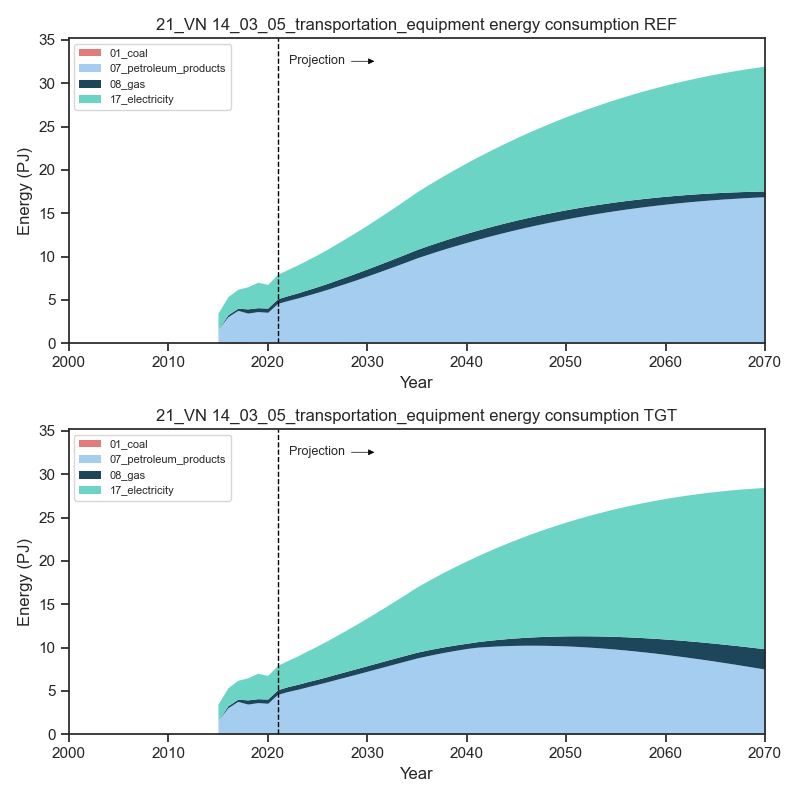 21_VN 14_03_05_transportation_equipment energy consumption REF
35
30
25
20
15
10
5
0
Energy (PJ)
01_coal
07_petroleum_products
08_gas
17_electricity
Projection
2000 2010 2020 2030 2040 2050 2060 2070
Year
21_VN 14_03_05_transportation_equipment energy consumption TGT
35
30
25
20
15
10
5
0
Energy (PJ)
01_coal
07_petroleum_products
08_gas
17_electricity
Projection
2000 2010 2020 2030 2040 2050 2060 2070
Year